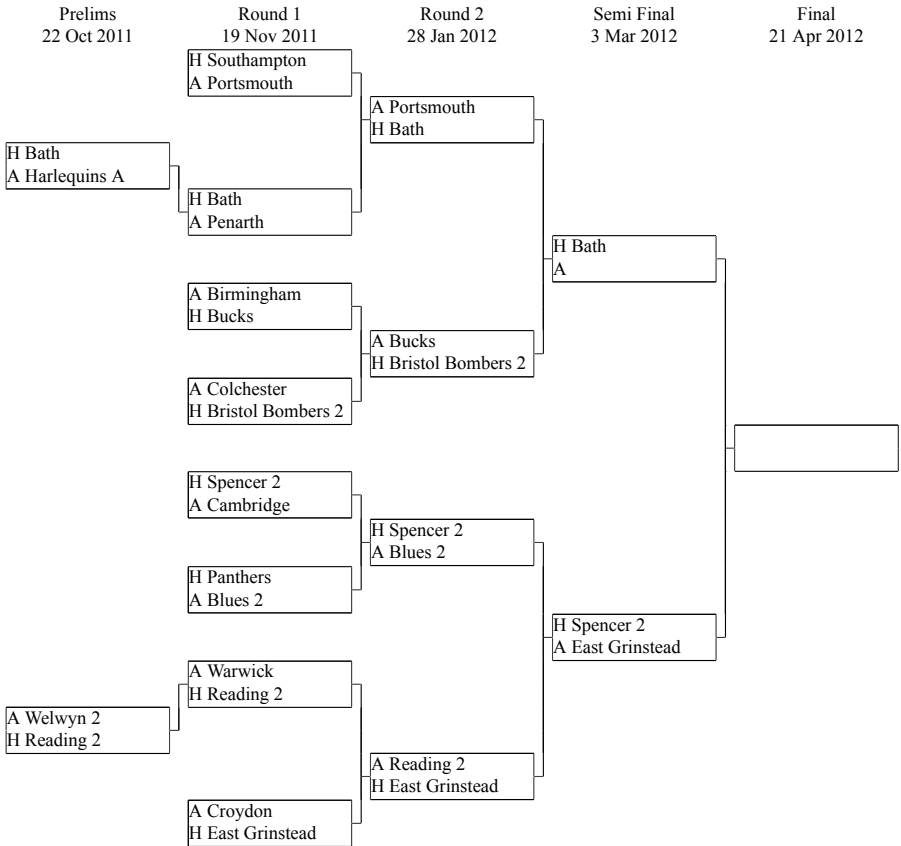 Prelims
22 Oct 2011
Round 1
19 Nov 2011
Round 2
28 Jan 2012
Semi Final
3 Mar 2012
Final
21 Apr 2012
H Bath
A Harlequins A
A Welwyn 2
H Reading 2
H Southampton
A Portsmouth
H Bath
A Penarth
A Birmingham
H Bucks
A Colchester
H Bristol Bombers 2
H Spencer 2
A Cambridge
H Panthers
A Blues 2
A Warwick
H Reading 2
A Croydon
H East Grinstead
A Portsmouth
H Bath
A Bucks
H Bristol Bombers 2
H Spencer 2
A Blues 2
A Reading 2
H East Grinstead
H Bath
A
H Spencer 2
A East Grinstead